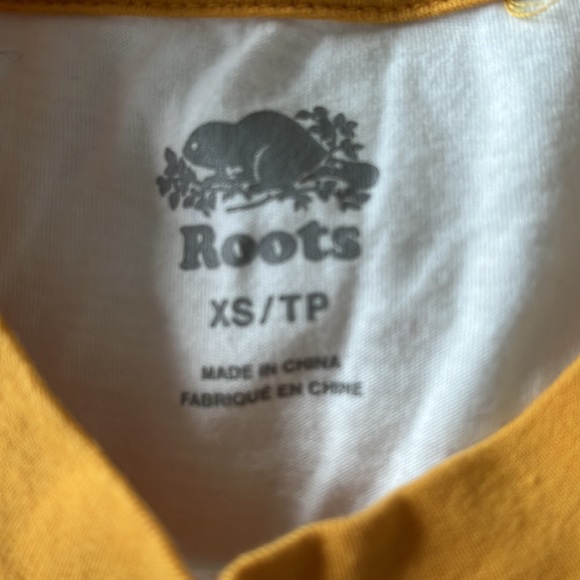 Roots
XS/TP
MADE IN CHINA
FABRIQUÉ EN CHINE